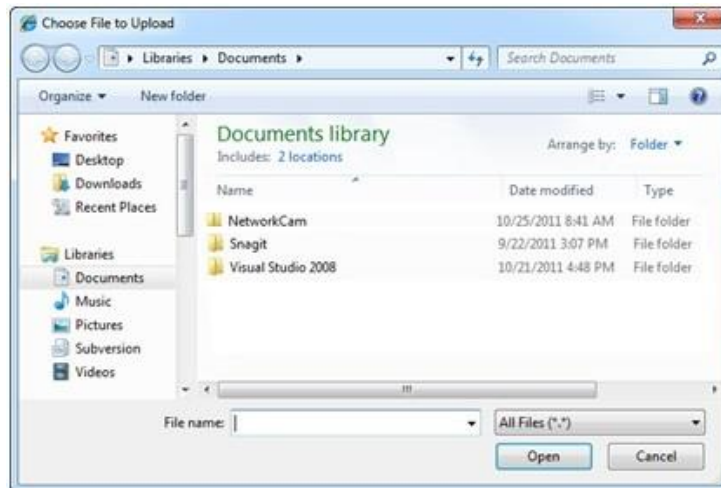 Choose File to Upload
Libraries Documents
Search Documents
Organize New folder
Favorites
Desktop
Downloads
Recent Places
Libraries
Documents
Music
Pictures
Subversion
Videos
Documents library
Includes: 2 locations
Arrange by: Folder
Name Date modified Type
NetworkCam 10/25/2011 8:41 AM File folder
Snagit 9/22/2011 3:07 PM File folder
Visual Studio 2008 10/21/2011 4:48 PM File folder
File name: All Files (*.*)
Open Cancel